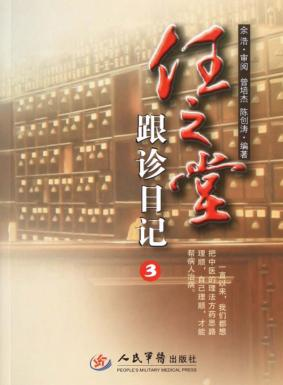 余浩·审阅 曾培杰 陈创涛·编著
任之堂
跟诊日记
3
一直以来,我们都想
把中医的理法方药思路
理顺,自己理顺,才能
帮病人治病。
人民军医出版社
PEOPLE'S MILITARY MEDICAL PRESS